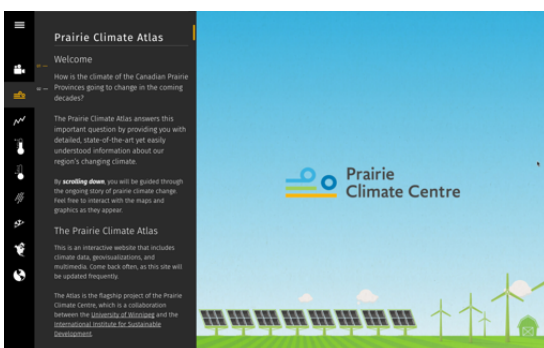 Prairie Climate Atlas
Welcome
How is the climate of the Canadian Prairie
Provinces going to change in the coming
decades?
The Prairie Climate Atlas answers this
important question by providing you with
detailed, state-of-the-art yet easily
understood information about our
region's changing climate.
By scrolling down, you will be guided through
the ongoing story of prairie climate change.
Feel free to interact with the maps and
graphics as they appear.
The Prairie Climate Atlas
This is an interactive website that includes
climate data, geovisualizations, and
multimedia. Come back often, as this site will
be updated frequently.
The Atlas is the flagship project of the Prairie
Climate Centre, which is a collaboration
between the University of Winnipeg and the
International Institute for Sustainable
Development.
Prairie
Climate Centre